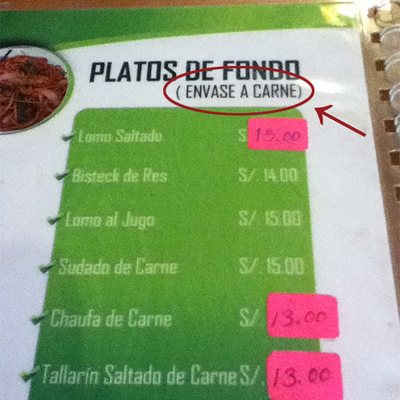 PLATOS DE FONDO
( ENVASE A CARNE)
Lomo Saltado S 15.00
Bisteck de Res S/. 14.00
Lomo al Jugo S/. 15.00
Sudado de Carne S/. 15.00
Chaufa de Carne S/ 13.00
Tallarín Saltado de Carne S/. 13.00